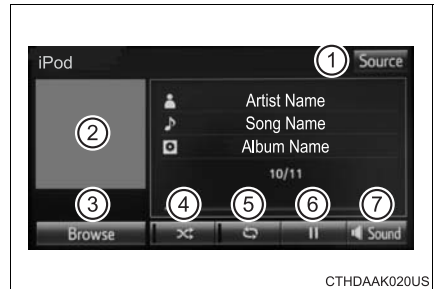 iPod
1
Source
2
Artist Name
Song Name
Album Name
10/11
3
4
5
6
7
Browse
Sound
CTHDAAK020US